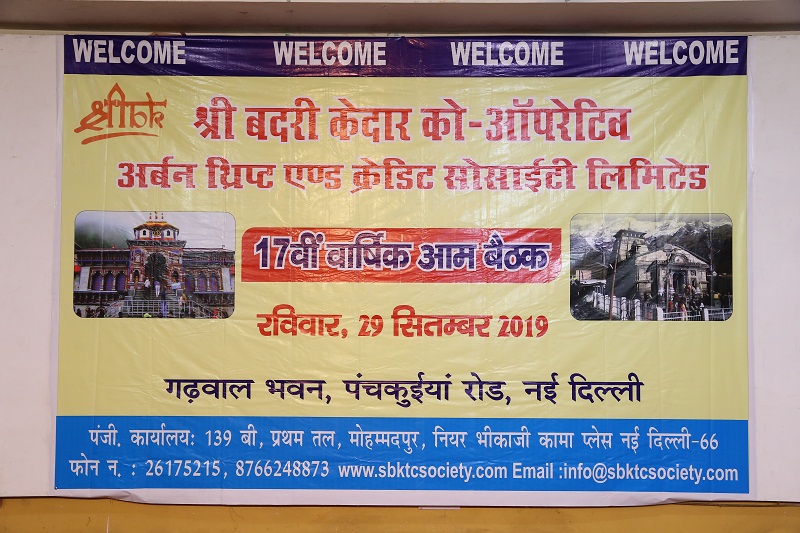 WELCOME WELCOME WELCOME WELCOME
श्रीbk
श्री बदरी केदार को-ऑपरेटिव
अर्बन थ्रिप्ट एण्ड क्रेडिट सोसाईटी लिमिटेड
17वीं वार्षिक आम बैठक
रविवार, 29 सितम्बर 2019
गढ़वाल भवन, पंचकुईयां रोड, नई दिल्ली
पंजी. कार्यालय: 139 बी, प्रथम तल, मोहम्मदपुर, नियर भीकाजी कामा प्लेस नई दिल्ली-66
फोन न. : 26175215, 8766248873 www.sbktcsociety.com Email :info@sbktcsociety.com